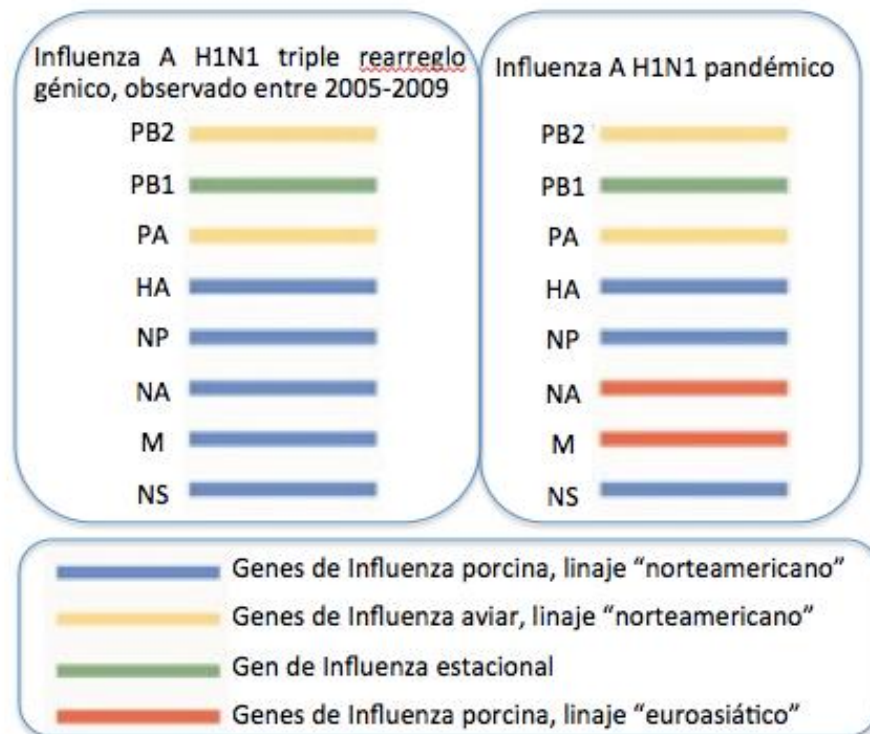 Influenza A H1N1 triple rearreglo
génico, observado entre 2005-2009
PB2
PB1
PA
HA
NP
NA
M
NS
Influenza A H1N1 pandémico
PB2
PB1
PA
HA
NP
NA
M
NS
Genes de Influenza porcina, linaje “norteamericano”
Genes de Influenza aviar, linaje “norteamericano”
Gen de Influenza estacional
Genes de Influenza porcina, linaje “euroasiático”